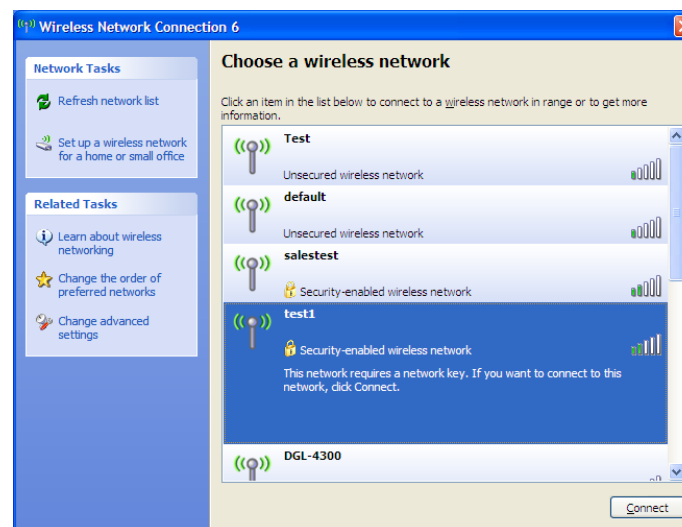 Wireless Network Connection 6
Network Tasks
Refresh network list
Set up a wireless network
for a home or small office
Related Tasks
Learn about wireless
networking
Change the order of
preferred networks
Change advanced
settings
Choose a wireless network
Click an item in the list below to connect to a wireless network in range or to get more
information.
Test
Unsecured wireless network
default
Unsecured wireless network
salestest
Security-enabled wireless network
test1
Security-enabled wireless network
This network requires a network key. If you want to connect to this
network, click Connect.
DGL-4300
Connect